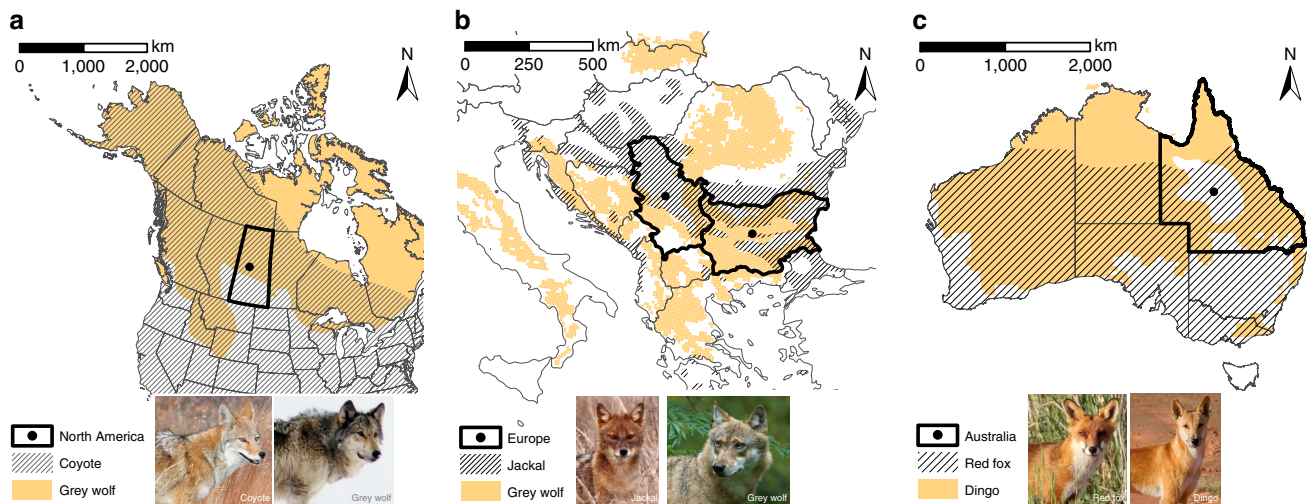 a
km
0 1,000 2,000
N
North America
Coyote
Grey wolf
Coyote
Grey wolf
b
km
0 250 500
N
Europe
Jackal
Grey wolf
Jackal
Grey wolf
c
km
0 1,000 2,000
N
Australia
Red fox
Dingo
Red fox
Dingo